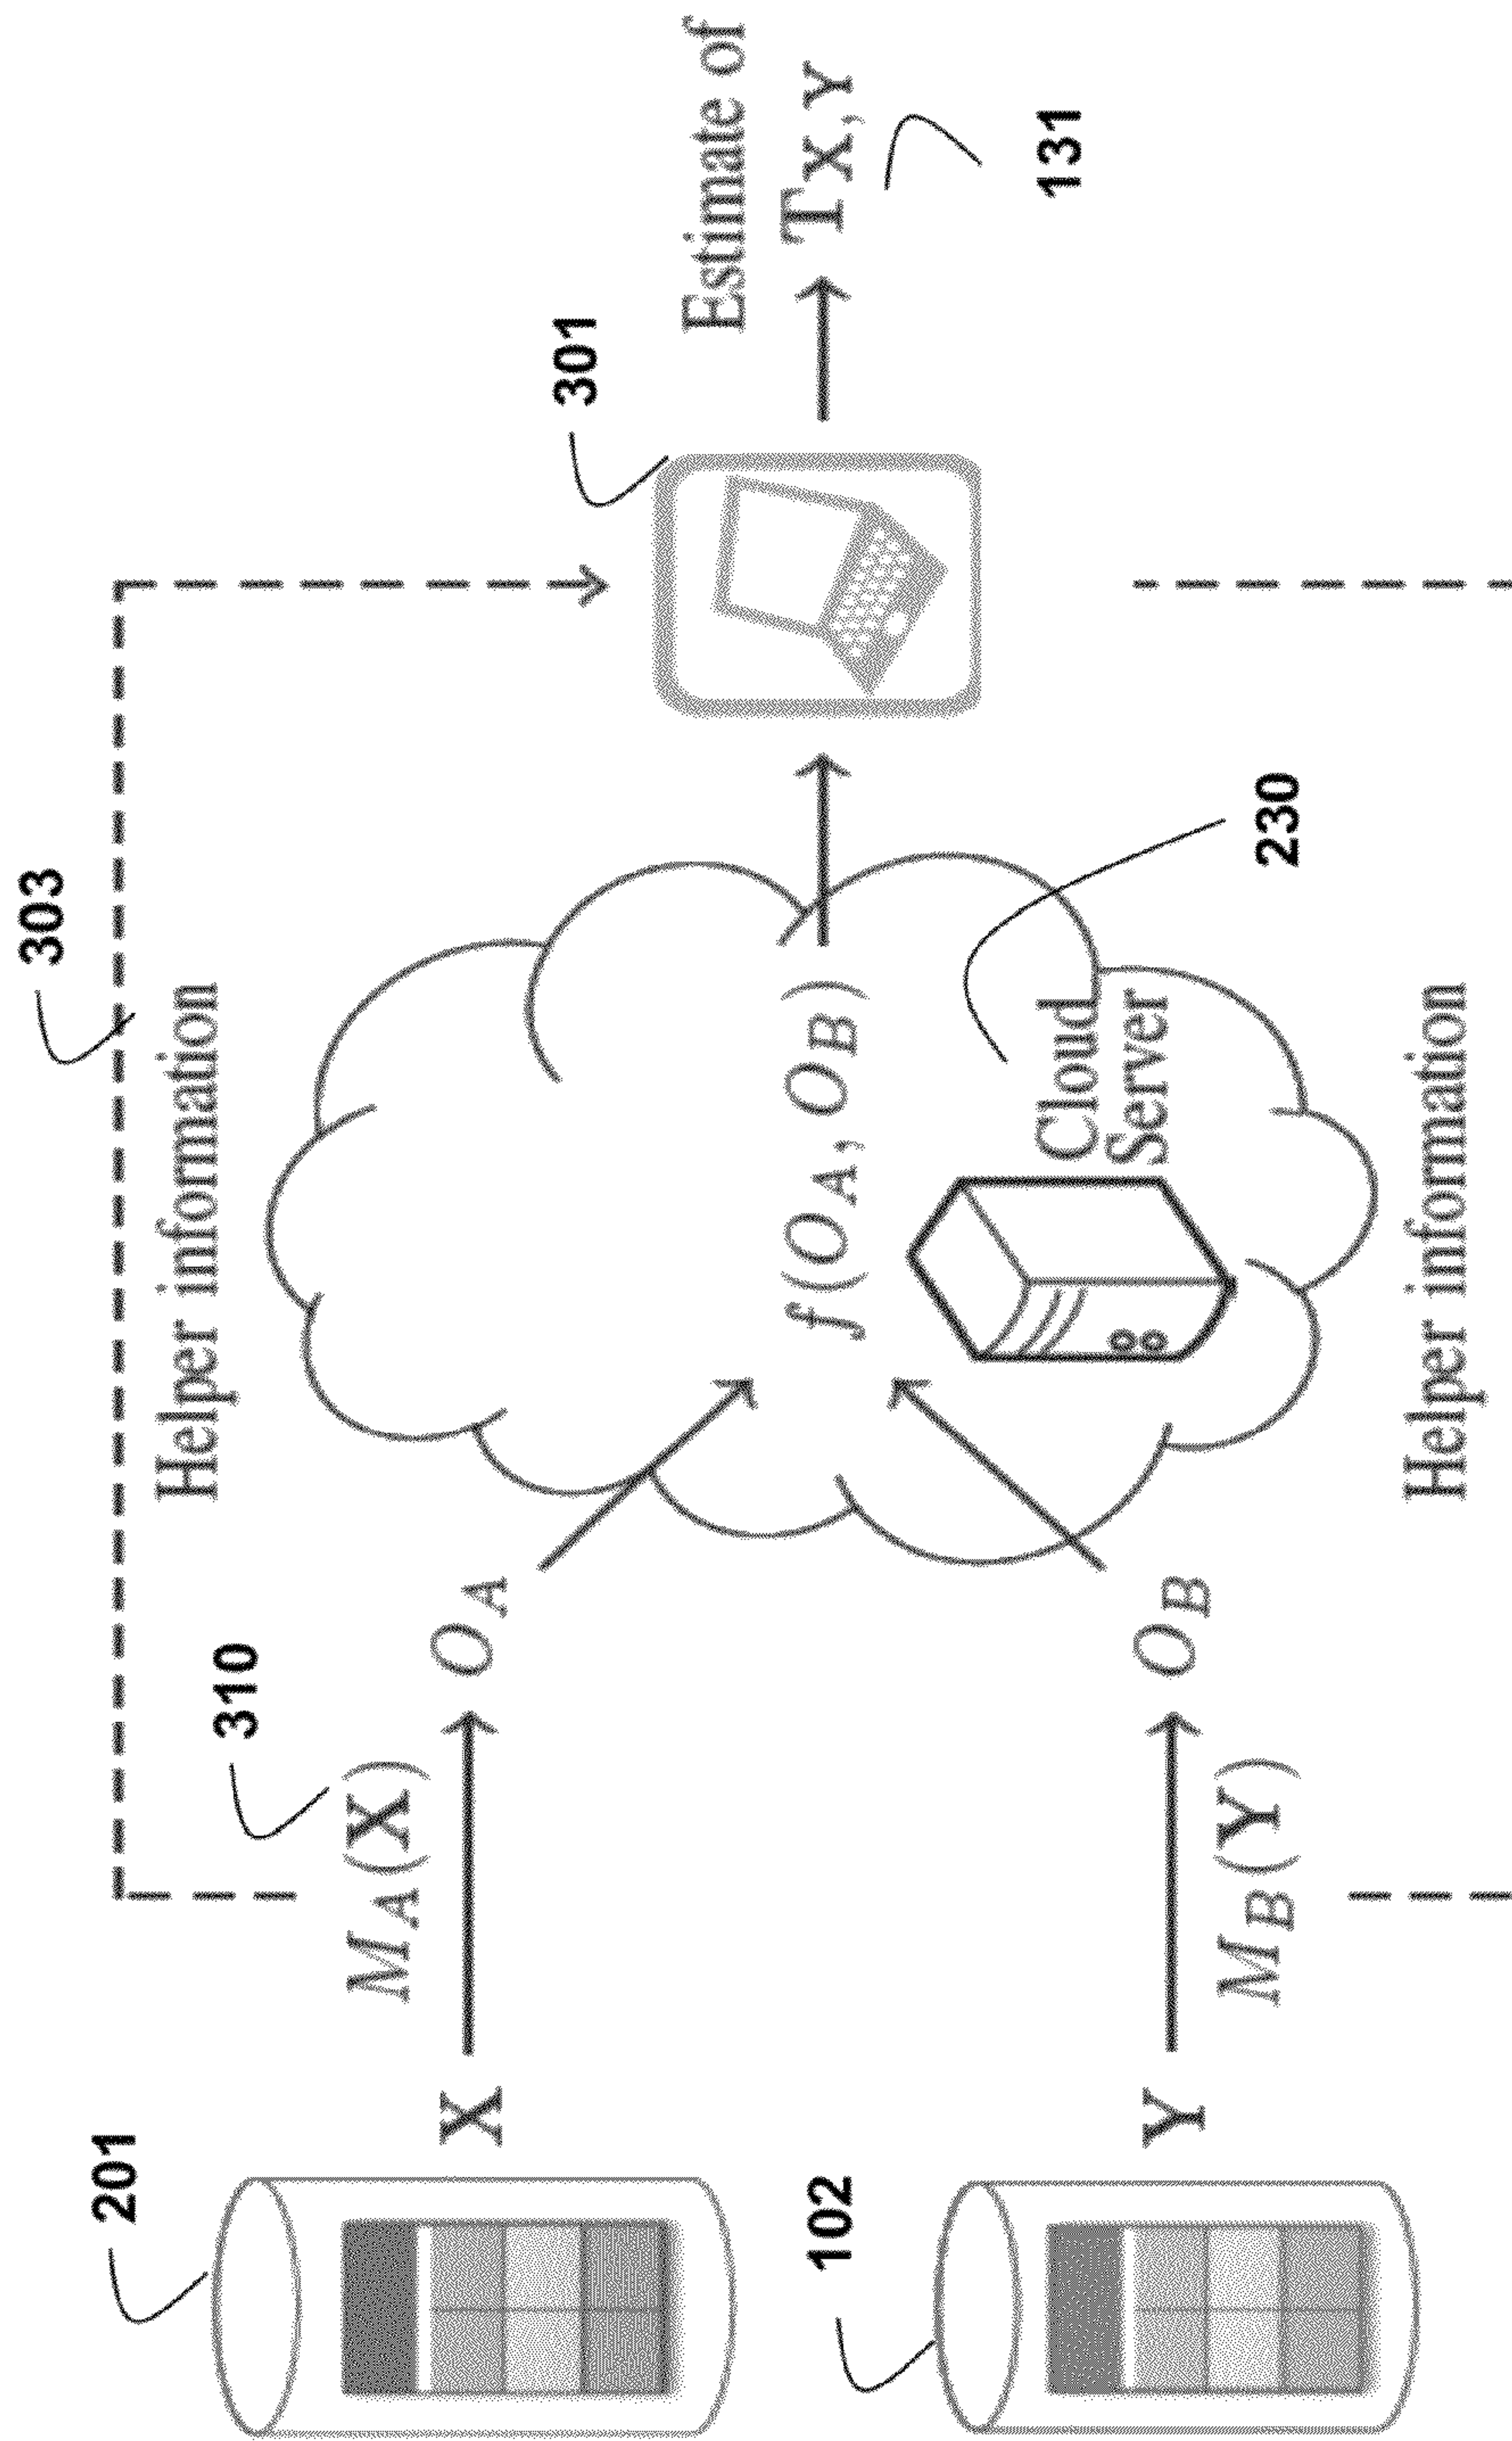 303
Helper information
201
X
310
M_A(X)
O_A
301
Estimate of
T_X,Y
131
f(O_A, O_B)
Cloud
Server
230
102
Y
M_B(Y)
O_B
Helper information